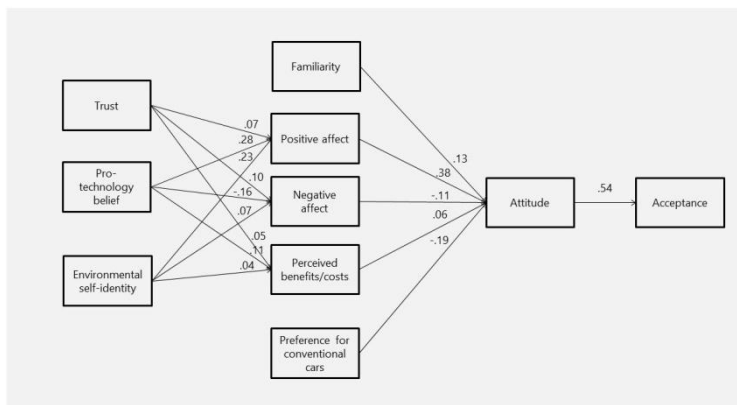 Familiarity
Trust
.07
.28
.23
Positive affect
.13
.38
Pro-
technology
belief
.10
-.16
.07
Negative
affect
-.11
.06
-.19
Attitude
.54
Acceptance
.05
.11
.04
Environmental
self-identity
Perceived
benefits/costs
Preference for
conventional
cars